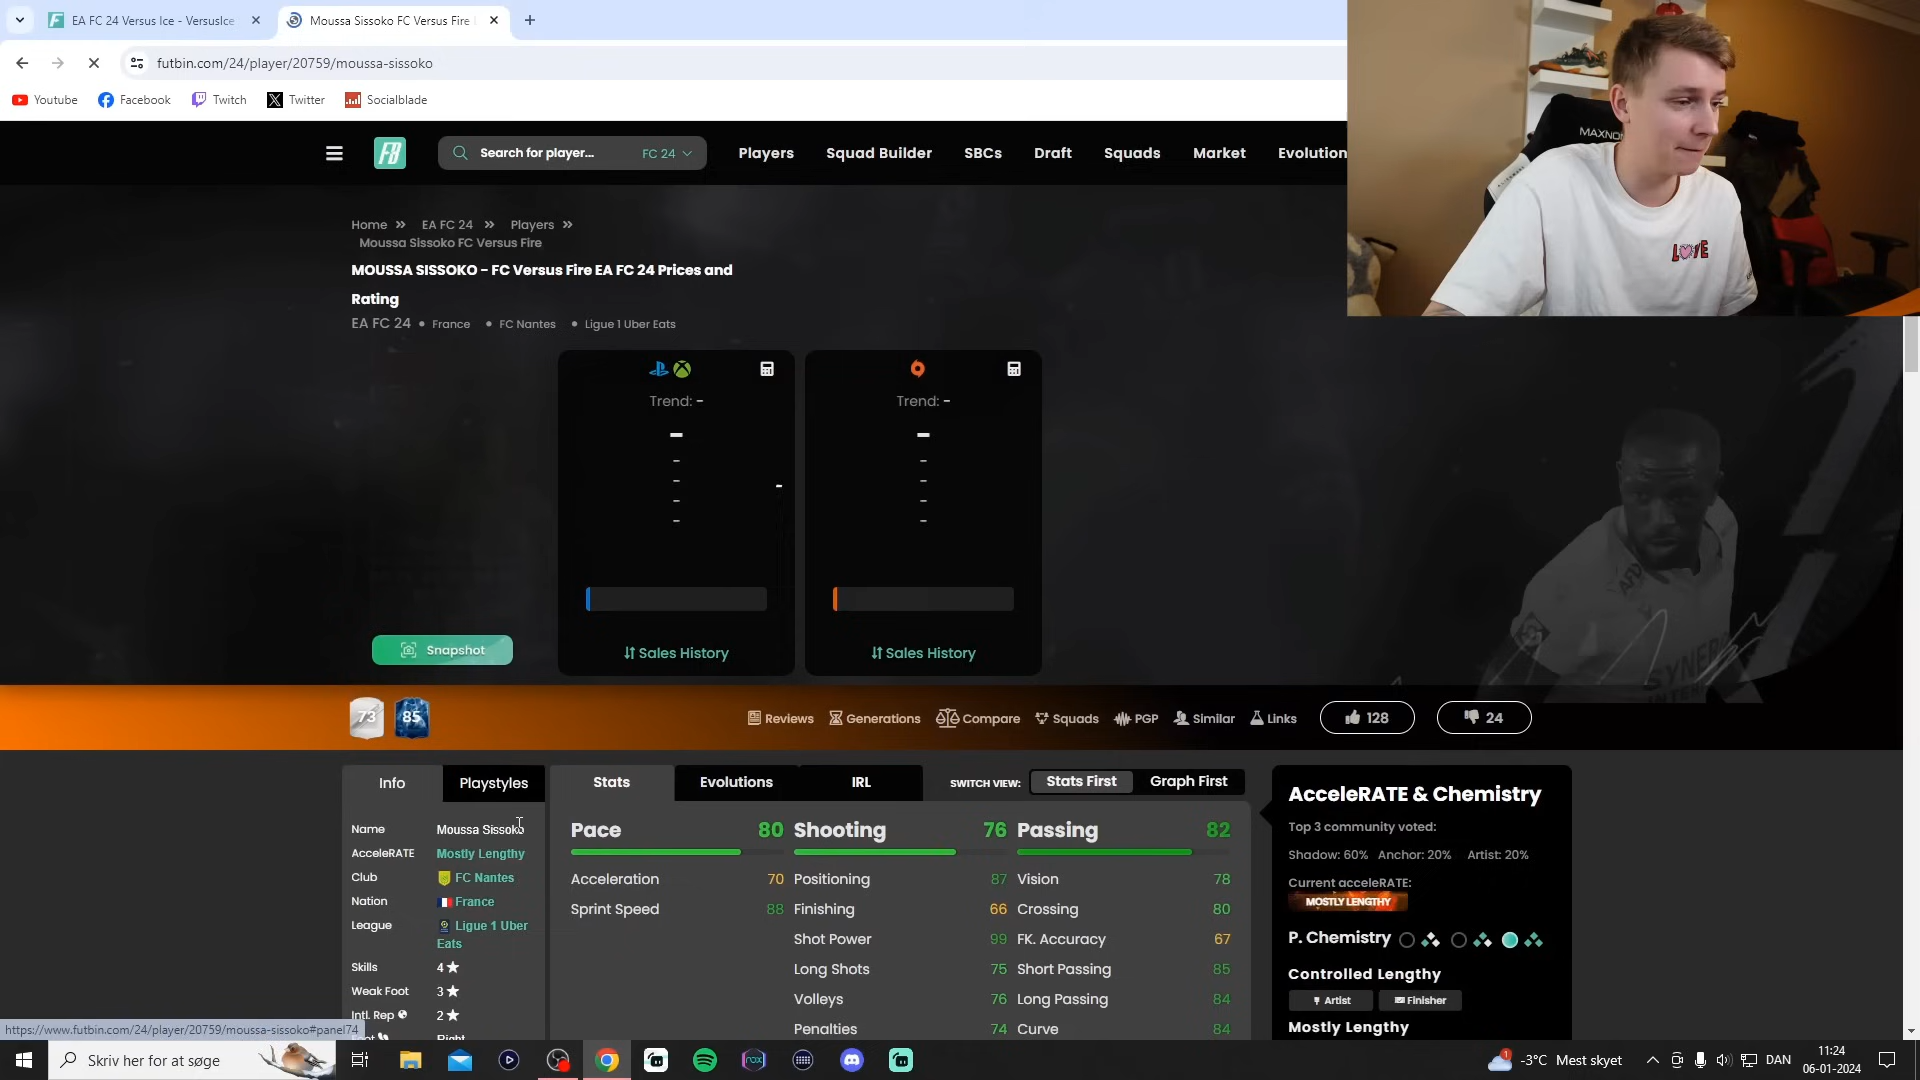 EA FC 24 Versus Ice - VersusIce
Moussa Sissoko FC Versus Fire
futbin.com/24/player/20759/moussa-sissoko
Youtube Facebook Twitch Twitter Socialblade
MAXNO
FB Search for player... FC 24 Players Squad Builder SBCs Draft Squads Market Evolution
LOVE
Home » EA FC 24 » Players »
Moussa Sissoko FC Versus Fire
MOUSSA SISSOKO - FC Versus Fire EA FC 24 Prices and
Rating
EA FC 24 • France • FC Nantes • Ligue 1 Uber Eats
Trend: - Trend: -
- -
- -
- - -
- -
- -
Snapshot Sales History Sales History
73 85 Reviews Generations Compare Squads PGP Similar Links 128 24
Info Playstyles Stats Evolutions IRL SWITCH VIEW: Stats First Graph First
AcceleRATE & Chemistry
Top 3 community voted:
Shadow: 60% Anchor: 20% Artist: 20%
Current acceleRATE:
MOSTLY LENGTHY
P. Chemistry
Controlled Lengthy
Artist Finisher
Mostly Lengthy
Name Moussa Sissoko
AcceleRATE Mostly Lengthy
Club FC Nantes
Nation France
League Ligue 1 Uber
Eats
Skills 4
Weak Foot 3
Intl. Rep 2
Foot Right
Pace 80 Shooting 76 Passing 82
Acceleration 70 Positioning 87 Vision 78
Sprint Speed 88 Finishing 66 Crossing 80
Shot Power 99 FK. Accuracy 67
Long Shots 75 Short Passing 85
Volleys 76 Long Passing 84
Penalties 74 Curve 84
https://www.futbin.com/24/player/20759/moussa-sissoko#panel74
Skriv her for at søge
1 -3°C Mest skyet DAN 11:24
06-01-2024